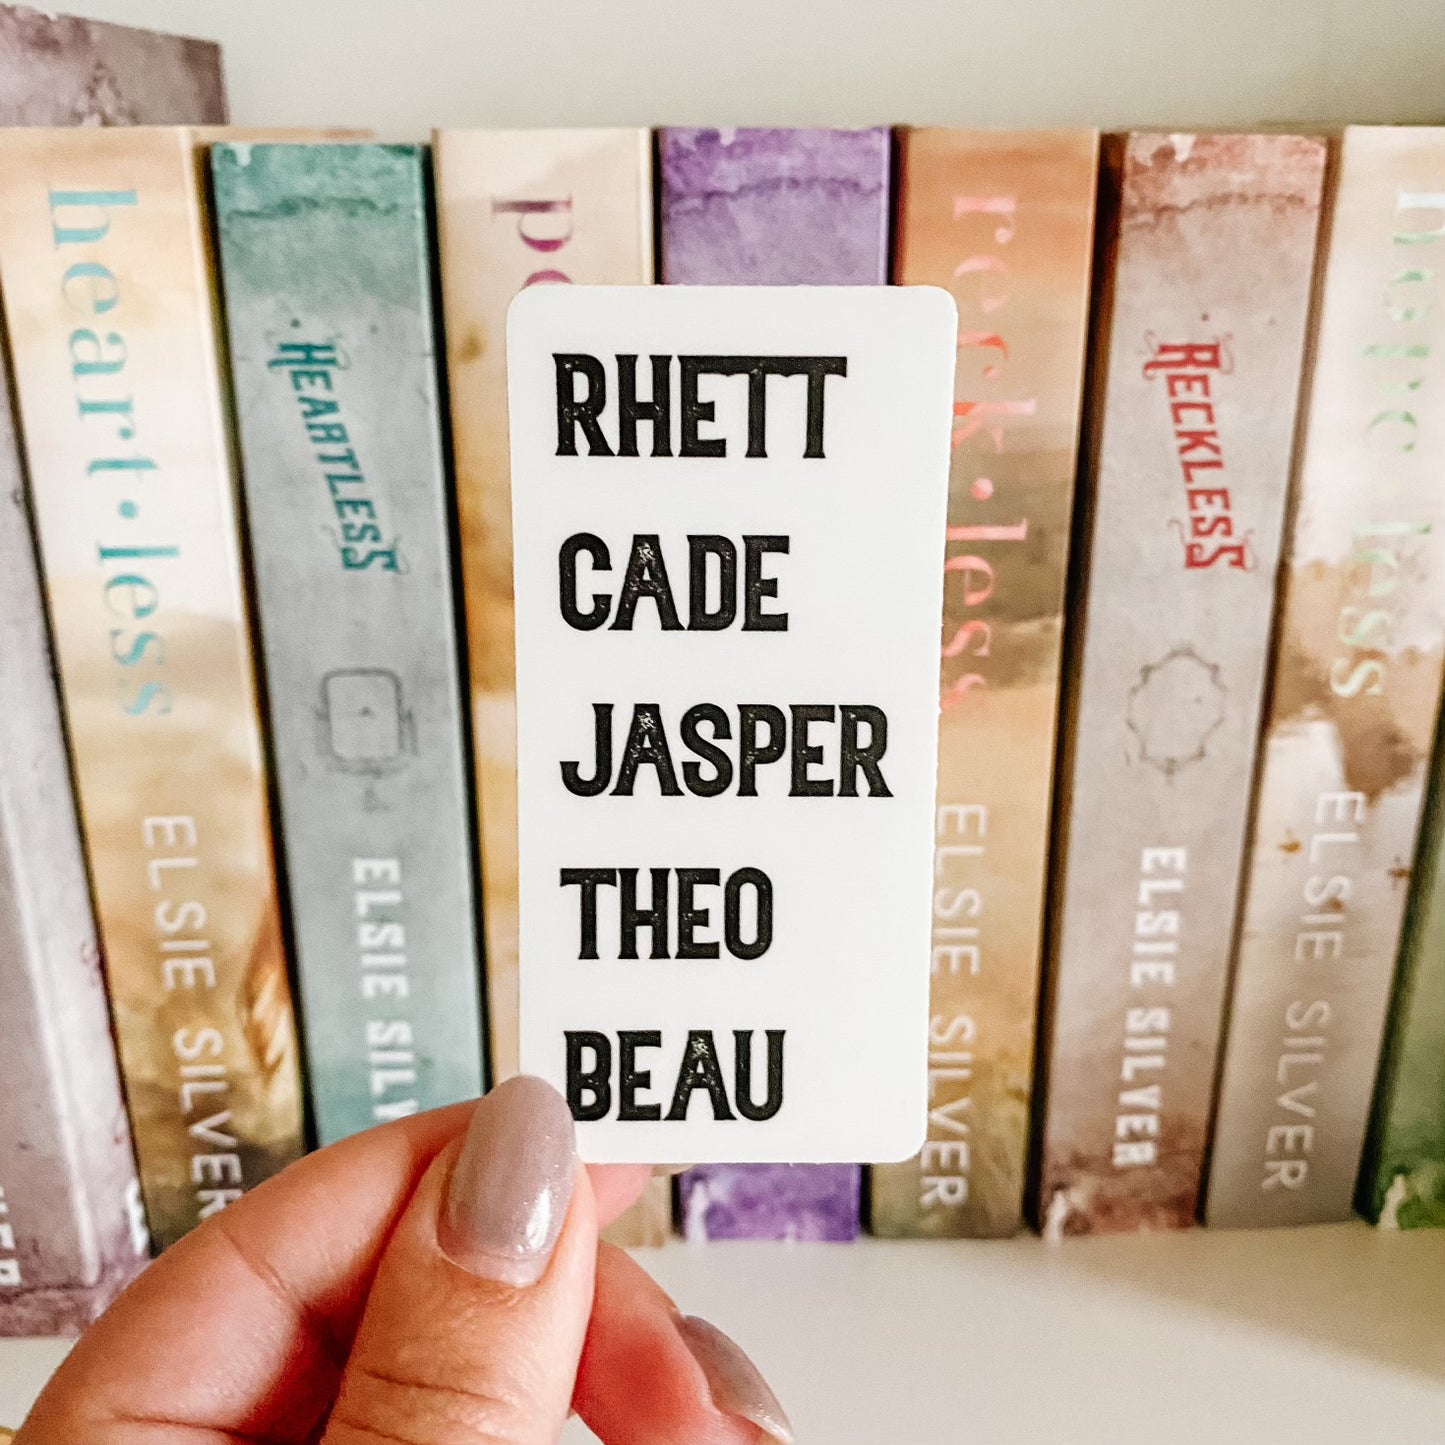 RHETT
CADE
JASPER
THEO
BEAU
heart•less
ELSIE SILVER
HEARTLESS
ELSIE SILVER
reck•less
ELSIE SILVER
RECKLESS
ELSIE SILVER
ELSIE SILVER